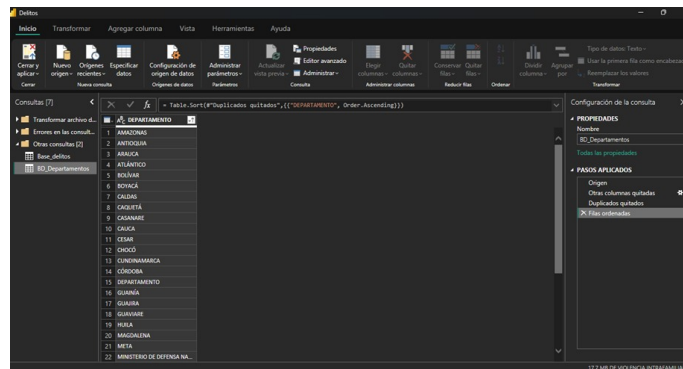 Delitos
Inicio Transformar Agregar columna Vista Herramientas Ayuda
Cerrar y aplicar
Nuevo origen
Orígenes recientes
Especificar datos
Configuración de origen de datos
Administrar parámetros
Actualizar vista previa
Propiedades
Editor avanzado
Administrar
Elegir columnas
Quitar columnas
Conservar filas
Quitar filas
Dividir columna
Agrupar por
Tipo de datos: Texto
Usar la primera fila como encabezad
Reemplazar los valores
Cerrar Nueva consulta Orígenes de datos Parámetros Consulta Administrar columnas Reducir filas Ordenar Transformar
Consultas [7]
Transformar archivo d...
Errores en las consult...
Otras consultas [2]
Base_delitos
BD_Departamentos
= Table.Sort(#"Duplicados quitados",{{"DEPARTAMENTO", Order.Ascending}})
DEPARTAMENTO
1 AMAZONAS
2 ANTIOQUIA
3 ARAUCA
4 ATLÁNTICO
5 BOLÍVAR
6 BOYACÁ
7 CALDAS
8 CAQUETÁ
9 CASANARE
10 CAUCA
11 CESAR
12 CHOCÓ
13 CUNDINAMARCA
14 CÓRDOBA
15 DEPARTAMENTO
16 GUAINÍA
17 GUAJIRA
18 GUAVIARE
19 HUILA
20 MAGDALENA
21 META
22 MINISTERIO DE DEFENSA NA...
Configuración de la consulta
PROPIEDADES
Nombre
BD_Departamentos
Todas las propiedades
PASOS APLICADOS
Origen
Otras columnas quitadas
Duplicados quitados
Filas ordenadas
17.7 MB DE VIOLENCIA INTRAFAMILIA